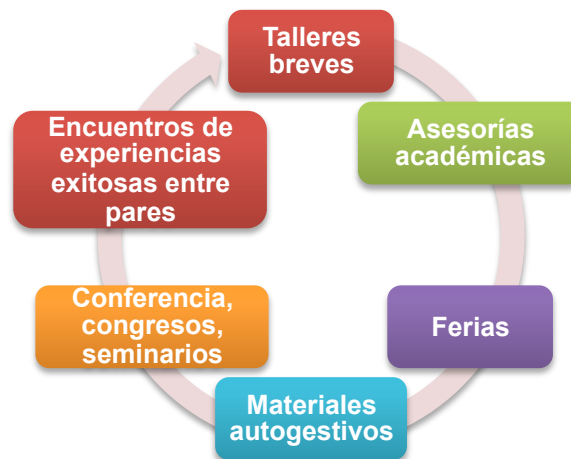 Talleres
breves
Asesorías
académicas
Ferias
Materiales
autogestivos
Conferencia,
congresos,
seminarios
Encuentros de
experiencias
exitosas entre
pares